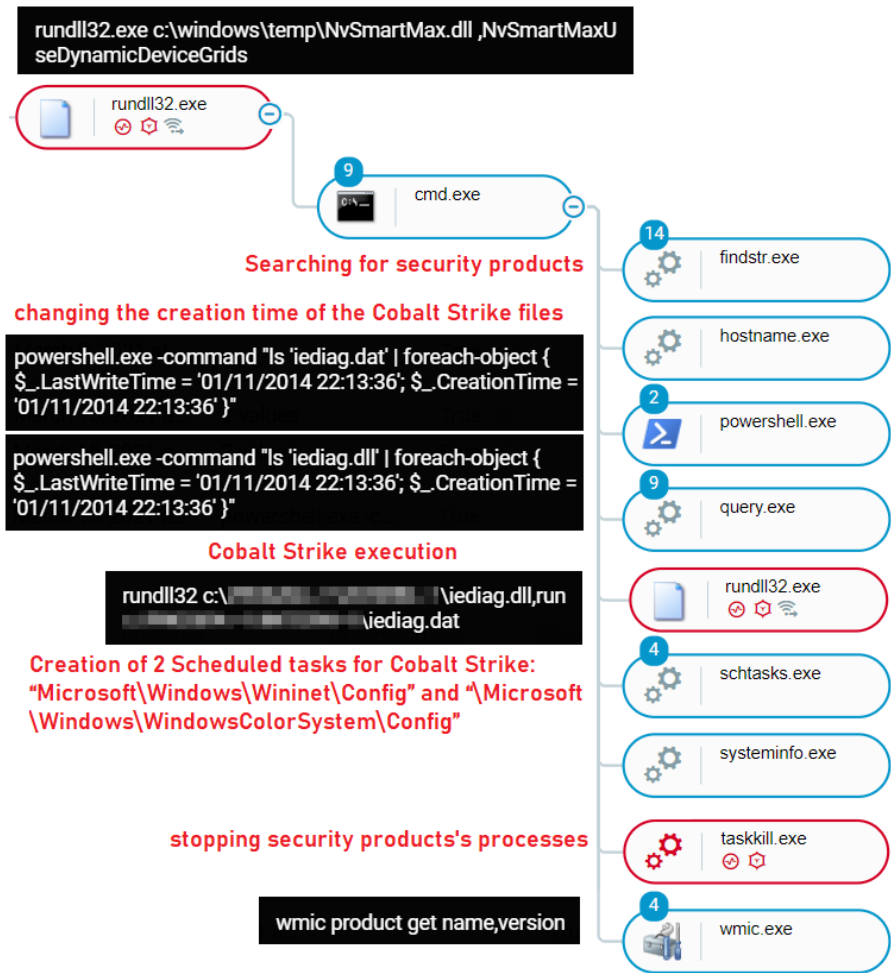 rundll32.exe c:\windows\temp\NvSmartMax.dll ,NvSmartMaxU
seDynamicDeviceGrids
rundll32.exe
9
cmd.exe
Searching for security products
14
findstr.exe
changing the creation time of the Cobalt Strike files
hostname.exe
powershell.exe -command "ls 'iediag.dat' | foreach-object {
$_.LastWriteTime = '01/11/2014 22:13:36'; $_.CreationTime =
'01/11/2014 22:13:36' }"
2
powershell.exe
powershell.exe -command "ls 'iediag.dll' | foreach-object {
$_.LastWriteTime = '01/11/2014 22:13:36'; $_.CreationTime =
'01/11/2014 22:13:36' }"
9
query.exe
Cobalt Strike execution
rundll32 c:\ \iediag.dll,run
\iediag.dat
rundll32.exe
Creation of 2 Scheduled tasks for Cobalt Strike:
“Microsoft\Windows\Wininet\Config” and “\Microsoft
\Windows\WindowsColorSystem\Config”
4
schtasks.exe
systeminfo.exe
stopping security products's processes
taskkill.exe
wmic product get name,version
4
wmic.exe